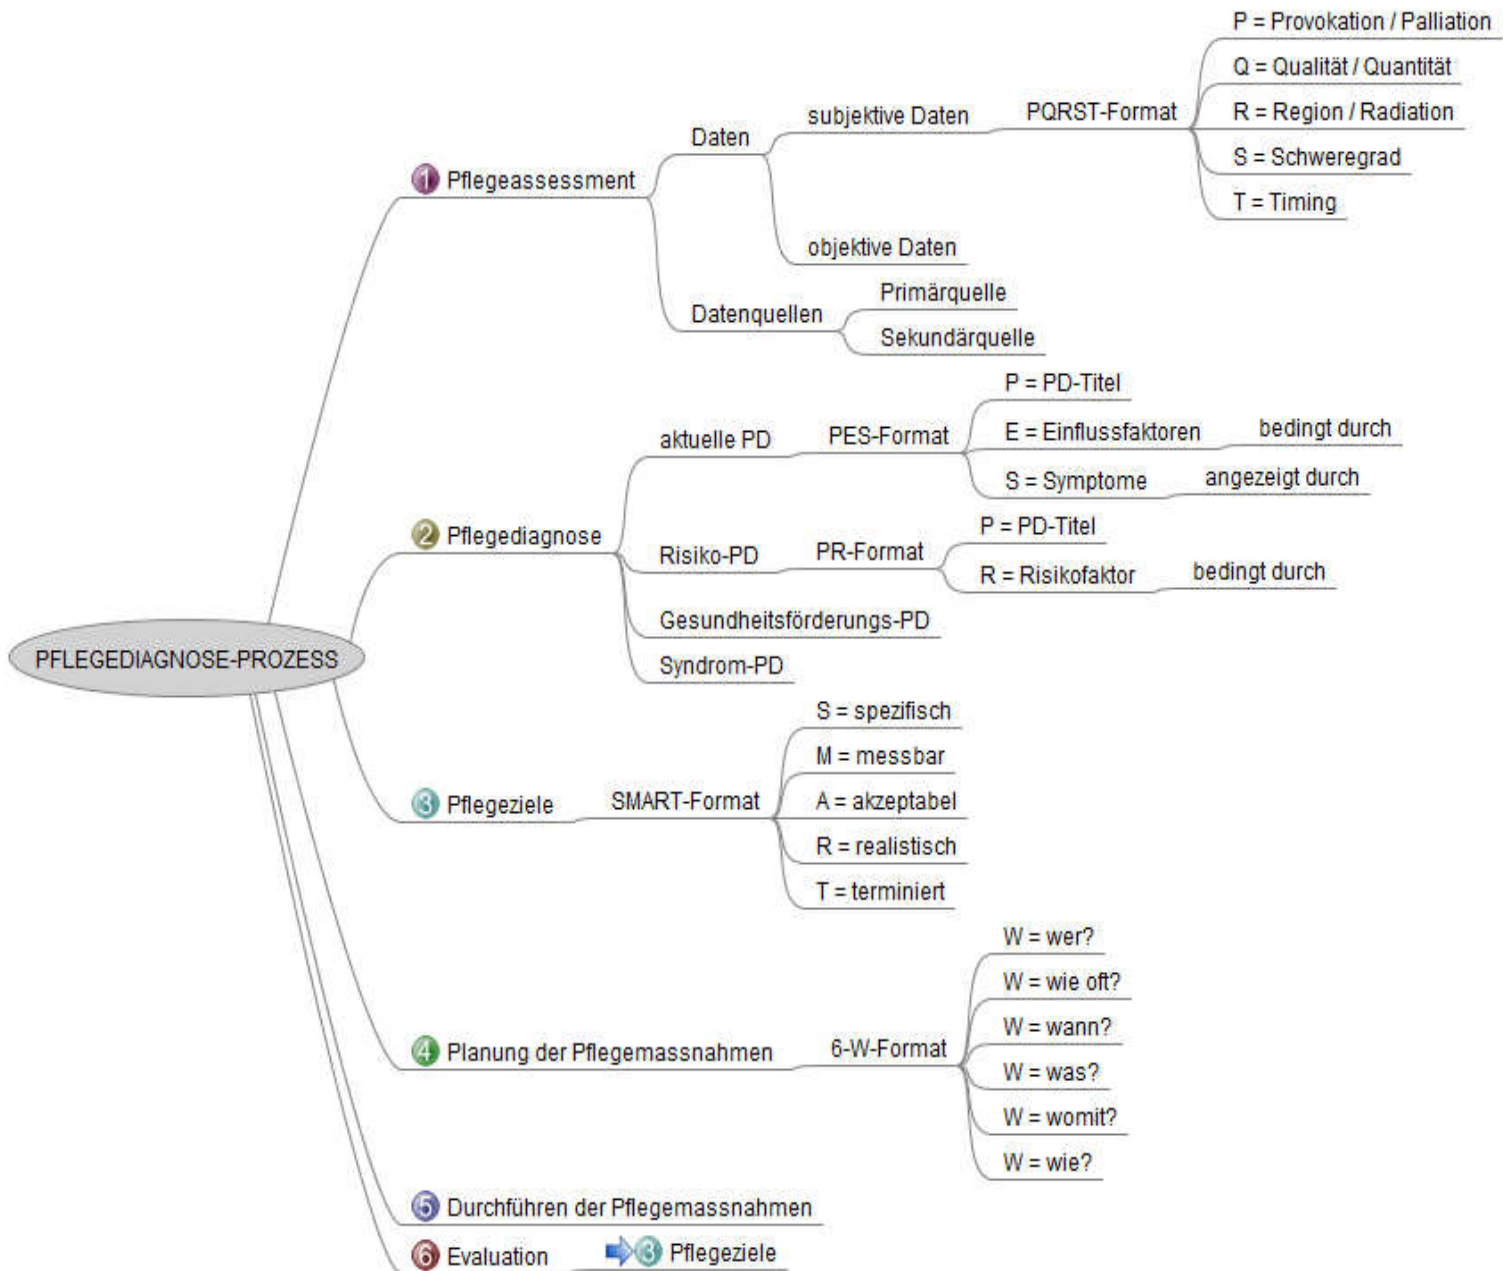 PFLEGEDIAGNOSE-PROZESS
1 Pflegeassessment
Daten
subjektive Daten
PQRST-Format
P = Provokation / Palliation
Q = Qualität / Quantität
R = Region / Radiation
S = Schweregrad
T = Timing
objektive Daten
Datenquellen
Primärquelle
Sekundärquelle
2 Pflegediagnose
aktuelle PD
PES-Format
P = PD-Titel
E = Einflussfaktoren
bedingt durch
S = Symptome
angezeigt durch
Risiko-PD
PR-Format
P = PD-Titel
R = Risikofaktor
bedingt durch
Gesundheitsförderungs-PD
Syndrom-PD
3 Pflegeziele
SMART-Format
S = spezifisch
M = messbar
A = akzeptabel
R = realistisch
T = terminiert
4 Planung der Pflegemassnahmen
6-W-Format
W = wer?
W = wie oft?
W = wann?
W = was?
W = womit?
W = wie?
5 Durchführen der Pflegemassnahmen
6 Evaluation
3 Pflegeziele